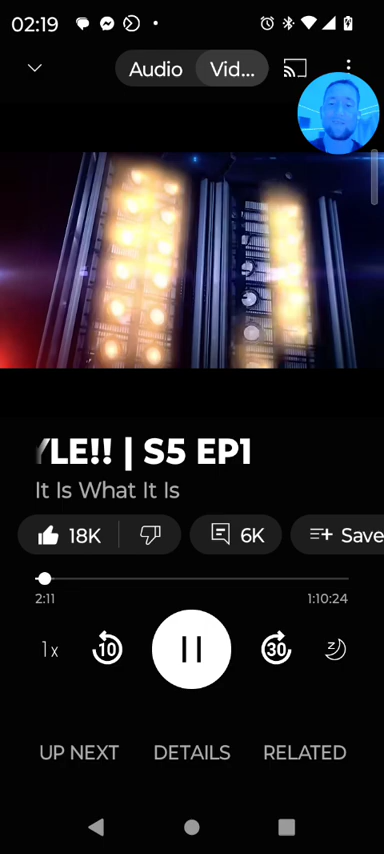 02:19
Audio Vid...
YLE!! | S5 EP1
It Is What It Is
18K 6K Save
2:11 1:10:24
1x 10 30 z
UP NEXT DETAILS RELATED